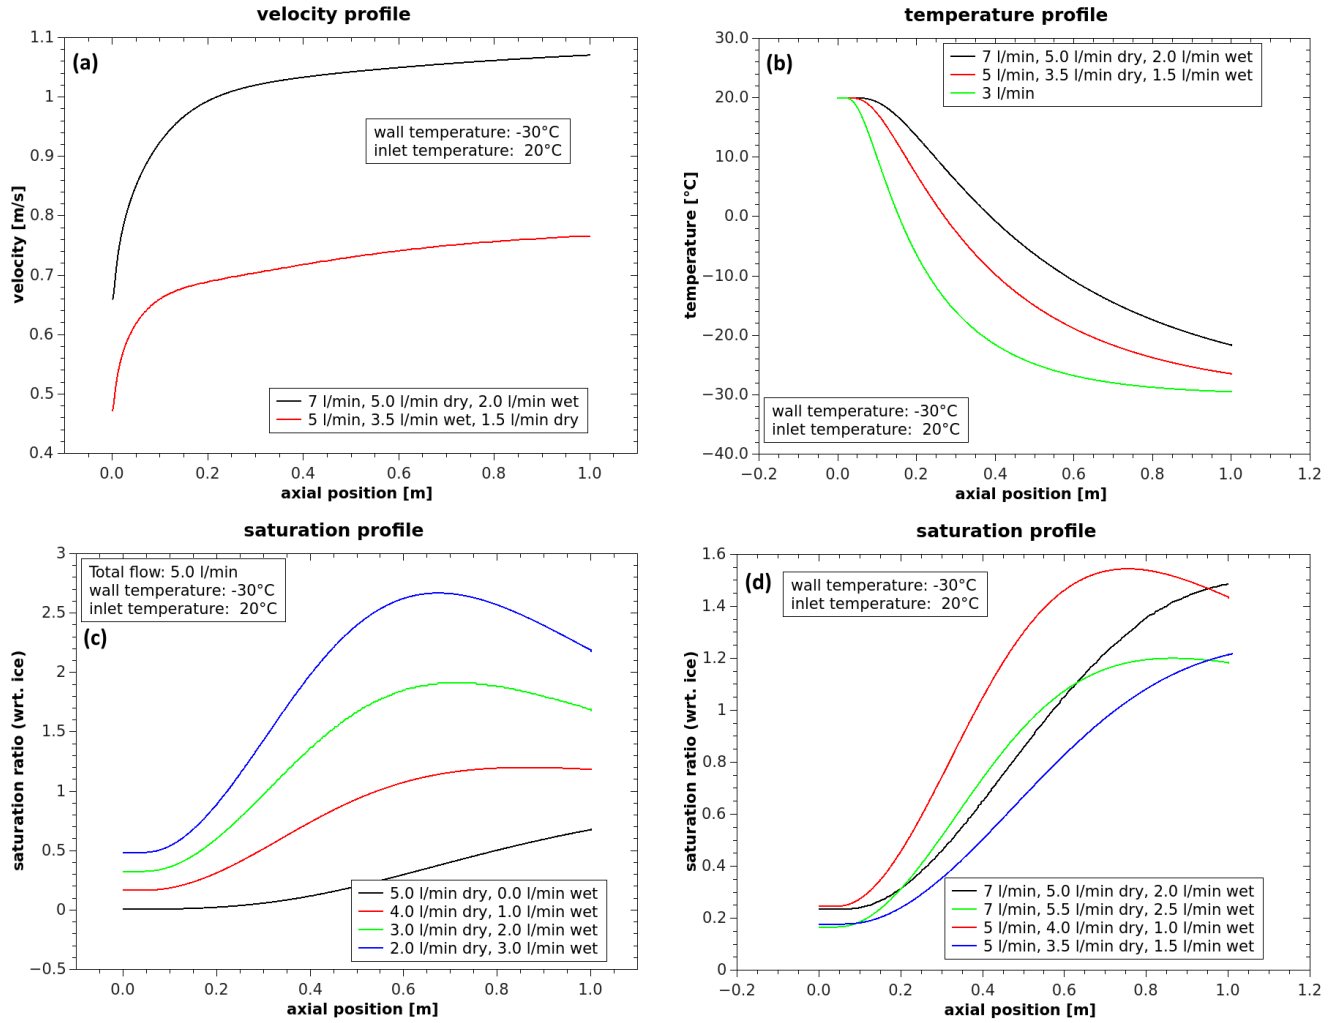 velocity profile
(a)
1.1
1
0.9
0.8
0.7
0.6
0.5
0.4
velocity [m/s]
wall temperature: -30°C
inlet temperature:  20°C
7 l/min, 5.0 l/min dry, 2.0 l/min wet
5 l/min, 3.5 l/min wet, 1.5 l/min dry
0.0 0.2 0.4 0.6 0.8 1.0
axial position [m]
temperature profile
(b)
30.0
20.0
10.0
0.0
−10.0
−20.0
−30.0
−40.0
temperature [°C]
7 l/min, 5.0 l/min dry, 2.0 l/min wet
5 l/min, 3.5 l/min dry, 1.5 l/min wet
3 l/min
wall temperature: -30°C
inlet temperature:  20°C
−0.2 0.0 0.2 0.4 0.6 0.8 1.0 1.2
axial position [m]
saturation profile
3
2.5
2
1.5
1
0.5
0
−0.5
saturation ratio (wrt. ice)
Total flow: 5.0 l/min
wall temperature: -30°C
inlet temperature:  20°C
(c)
5.0 l/min dry, 0.0 l/min wet
4.0 l/min dry, 1.0 l/min wet
3.0 l/min dry, 2.0 l/min wet
2.0 l/min dry, 3.0 l/min wet
0.0 0.2 0.4 0.6 0.8 1.0
axial position [m]
saturation profile
(d)
1.6
1.4
1.2
1
0.8
0.6
0.4
0.2
0
saturation ratio (wrt. ice)
wall temperature: -30°C
inlet temperature:  20°C
7 l/min, 5.0 l/min dry, 2.0 l/min wet
7 l/min, 5.5 l/min dry, 2.5 l/min wet
5 l/min, 4.0 l/min dry, 1.0 l/min wet
5 l/min, 3.5 l/min dry, 1.5 l/min wet
−0.2 0.0 0.2 0.4 0.6 0.8 1.0 1.2
axial position [m]